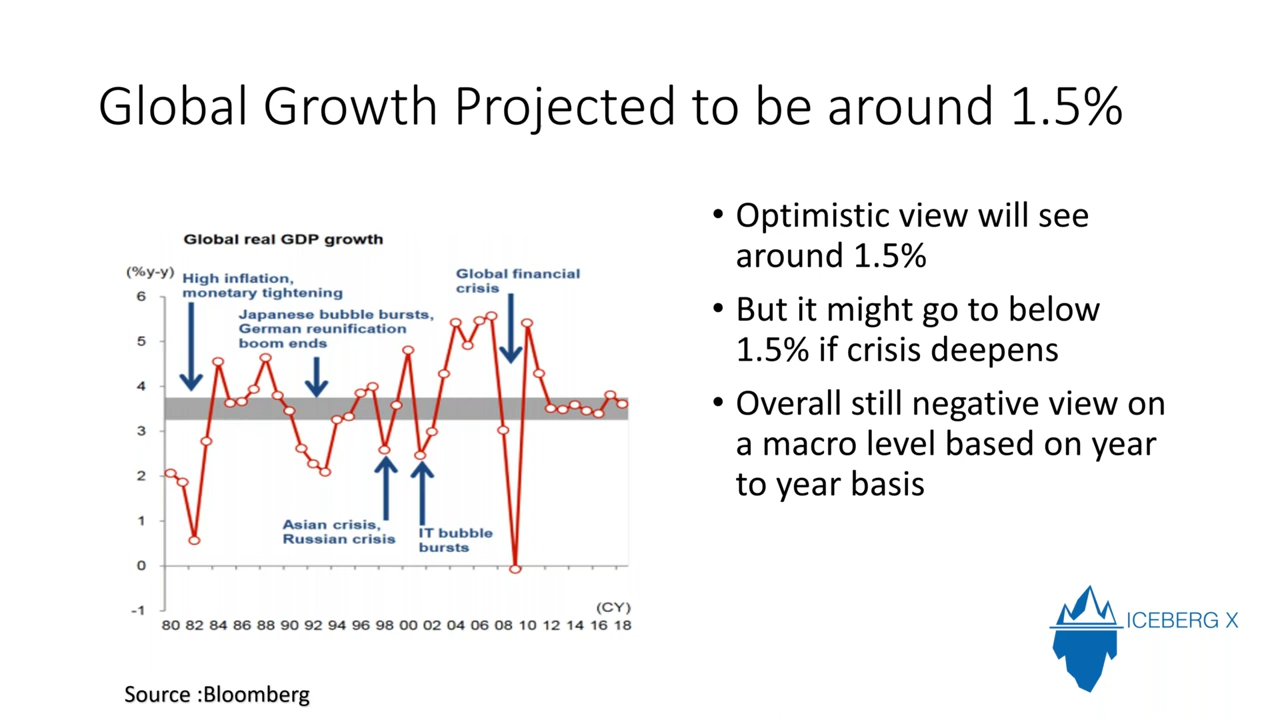 Global Growth Projected to be around 1.5%
Global real GDP growth
(%y-y)
High inflation,
monetary tightening
Japanese bubble bursts,
German reunification
boom ends
Global financial
crisis
6
5
4
3
2
1
0
-1
Asian crisis,
Russian crisis
IT bubble
bursts
(CY)
80 82 84 86 88 90 92 94 96 98 00 02 04 06 08 10 12 14 16 18
Source :Bloomberg
• Optimistic view will see
around 1.5%
• But it might go to below
1.5% if crisis deepens
• Overall still negative view on
a macro level based on year
to year basis
ICEBERG X